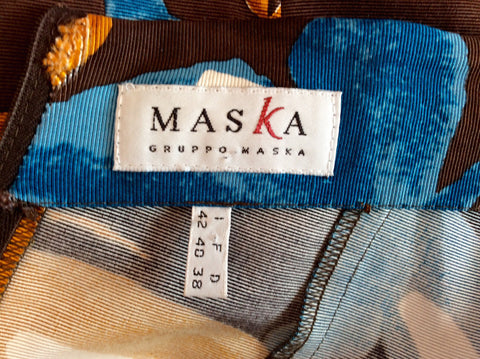 MASKA
GRUPPO MASKA
I F D
42 40 38